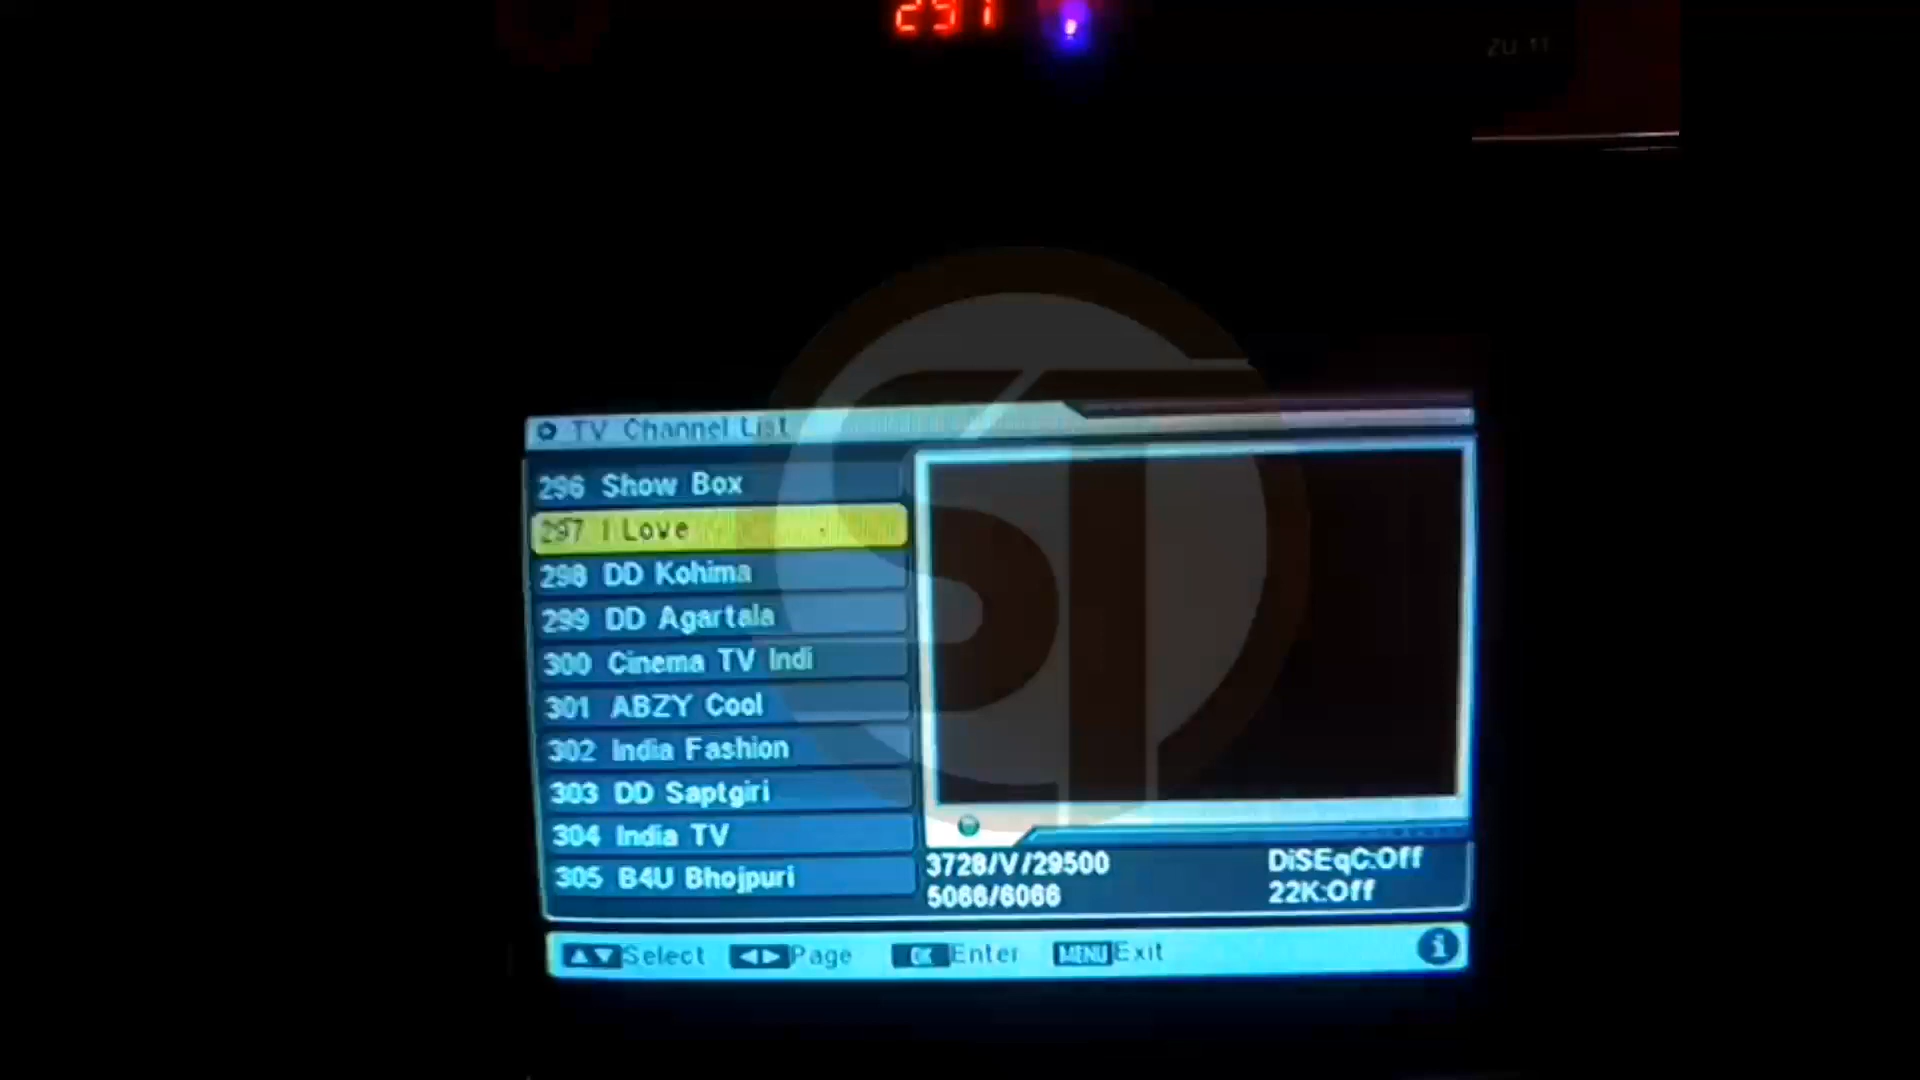 297
TV Channel List
296 Show Box
297 I Love
298 DD Kohima
299 DD Agartala
300 Cinema TV Indi
301 ABZY Cool
302 India Fashion
303 DD Saptgiri
304 India TV
305 B4U Bhojpuri
3728/V/29500 DiSEqC:Off
5066/6066 22K:Off
Select Page OK Enter MENU Exit i
ST